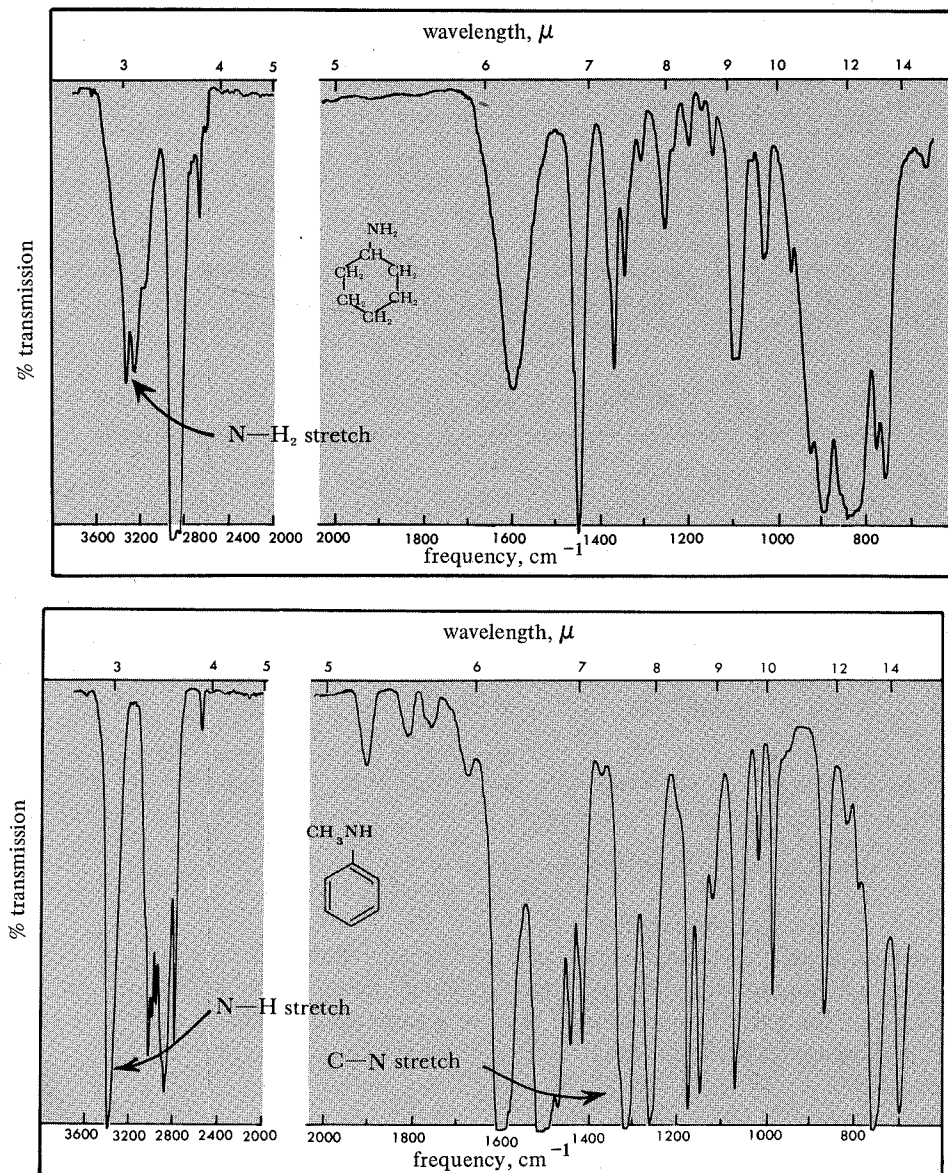 wavelength, μ
3 4 5 5 6 7 8 9 10 12 14
% transmission
NH₂
CH
CH₂ CH₂
CH₂ CH₂
CH₂
N—H₂ stretch
3600 3200 2800 2400 2000 2000 1800 1600 1400 1200 1000 800
frequency, cm⁻¹
wavelength, μ
3 4 5 5 6 7 8 9 10 12 14
% transmission
CH₃NH
N—H stretch
C—N stretch
3600 3200 2800 2400 2000 2000 1800 1600 1400 1200 1000 800
frequency, cm⁻¹